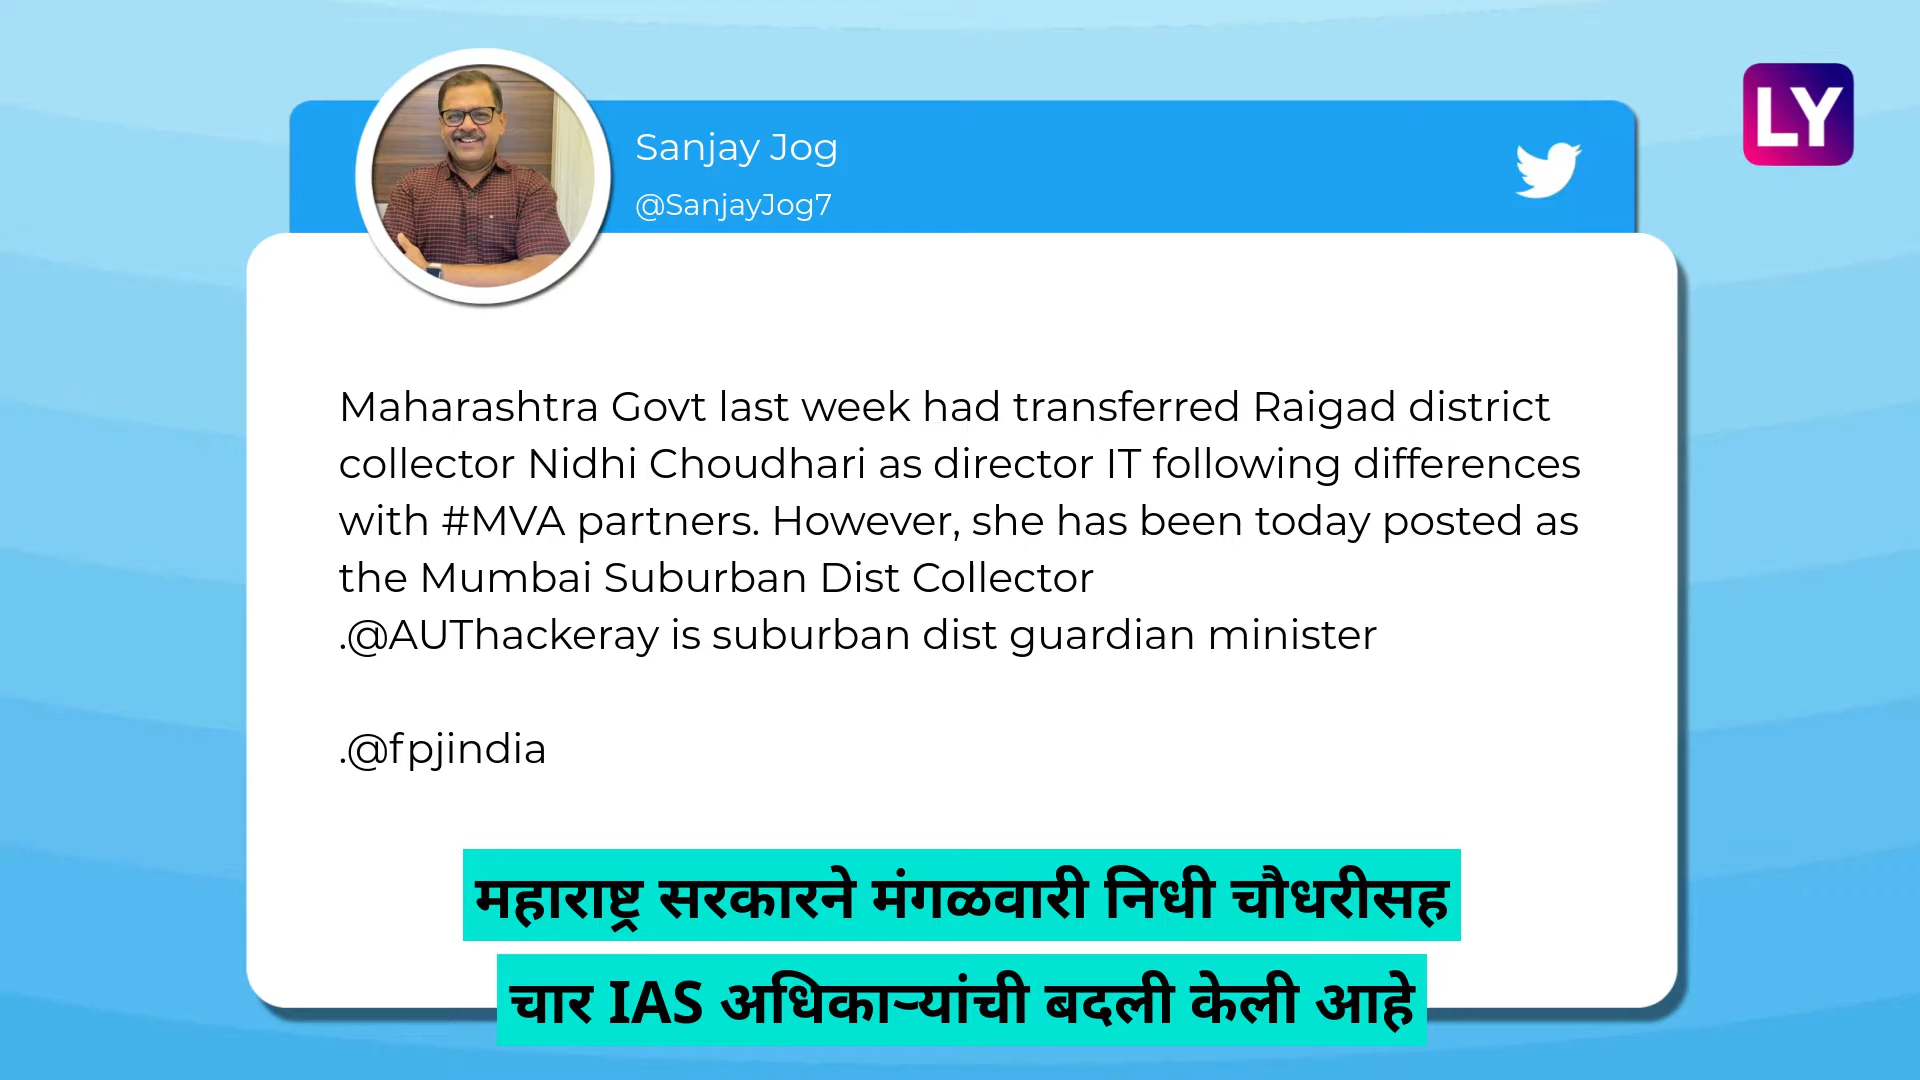 LY
Sanjay Jog
@SanjayJog7
Maharashtra Govt last week had transferred Raigad district
collector Nidhi Choudhari as director IT following differences
with #MVA partners. However, she has been today posted as
the Mumbai Suburban Dist Collector
.@AUThackeray is suburban dist guardian minister
.@fpjindia
महाराष्ट्र सरकारने मंगळवारी निधी चौधरीसह
चार IAS अधिकाऱ्यांची बदली केली आहे